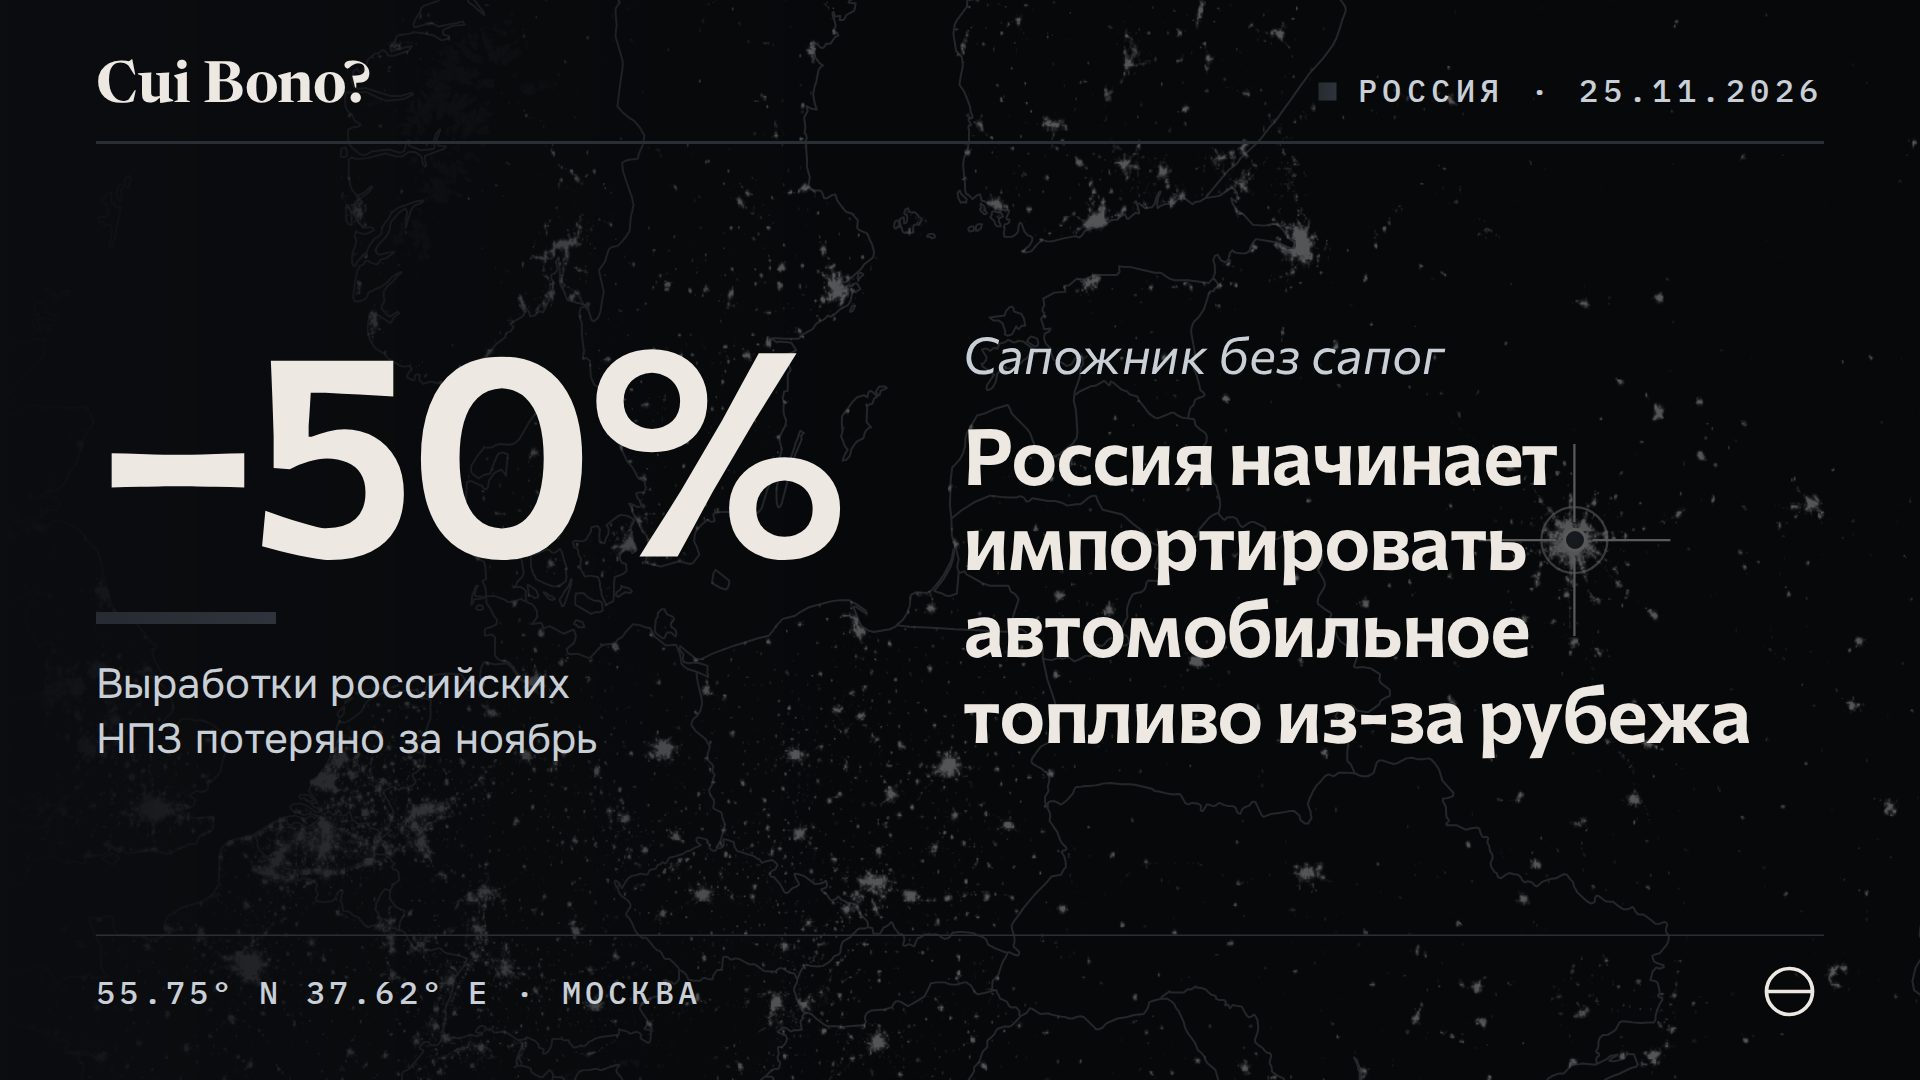 Cui Bono?
РОССИЯ · 25.11.2026
–50%
Выработки российских
НПЗ потеряно за ноябрь
Сапожник без сапог
Россия начинает
импортировать
автомобильное
топливо из-за рубежа
55.75° N 37.62° E · МОСКВА